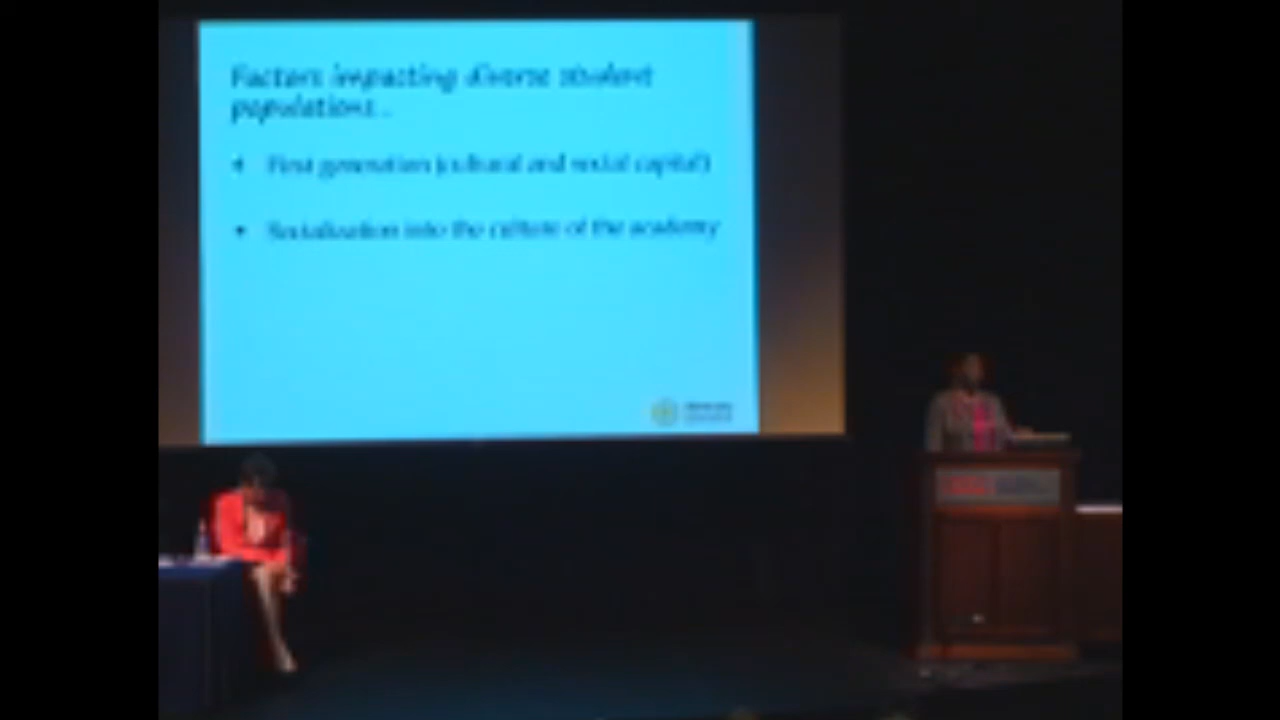 Factors impacting diverse student
populations...
• First generation (cultural and social capital)
• Socialization into the culture of the academy